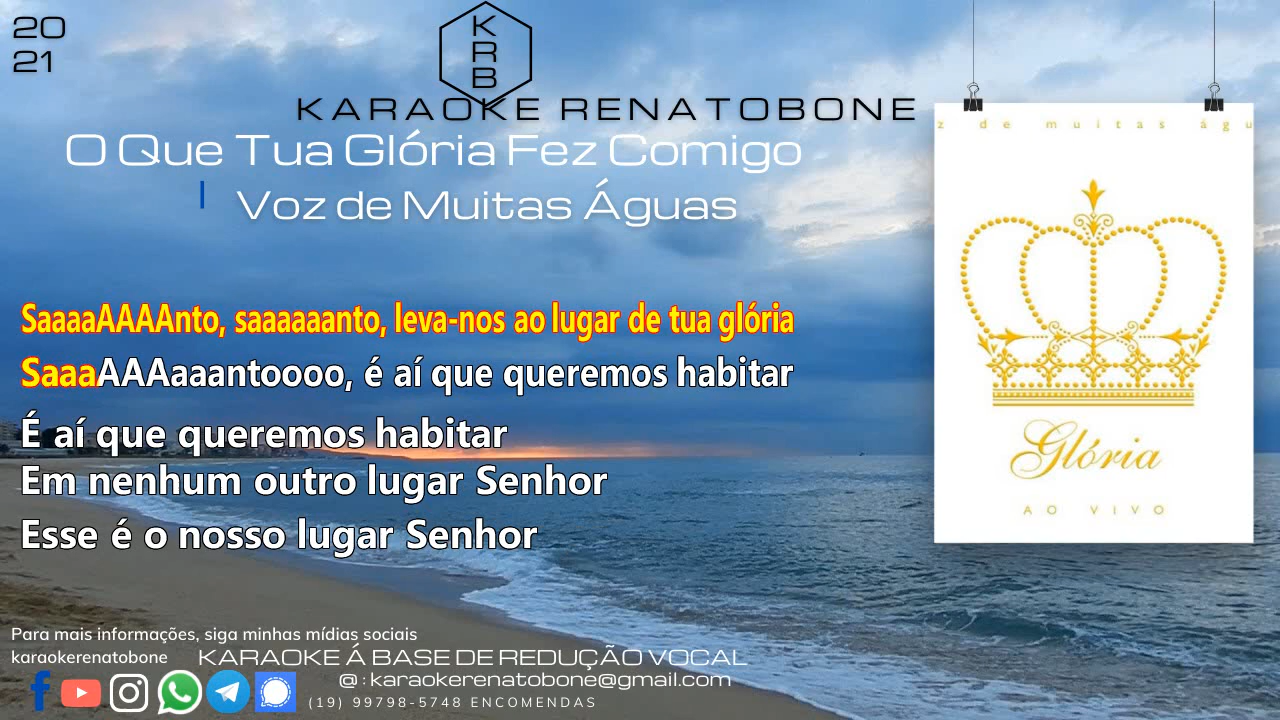 20
21
K
R
B
KARAOKE RENATOBONE
O Que Tua Glória Fez Comigo
Voz de Muitas Águas
z de muitas águ
SaaaaAAAAnto, saaaaaanto, leva-nos ao lugar de tua glória
SaaaAAAaaantoooo, é aí que queremos habitar
É aí que queremos habitar
Em nenhum outro lugar Senhor
Esse é o nosso lugar Senhor
Glória
AO VIVO
Para mais informações, siga minhas mídias sociais
karaokerenatobone
KARAOKE Á BASE DE REDUÇÃO VOCAL
@ : karaokerenatobone@gmail.com
(19) 99798-5748 ENCOMENDAS